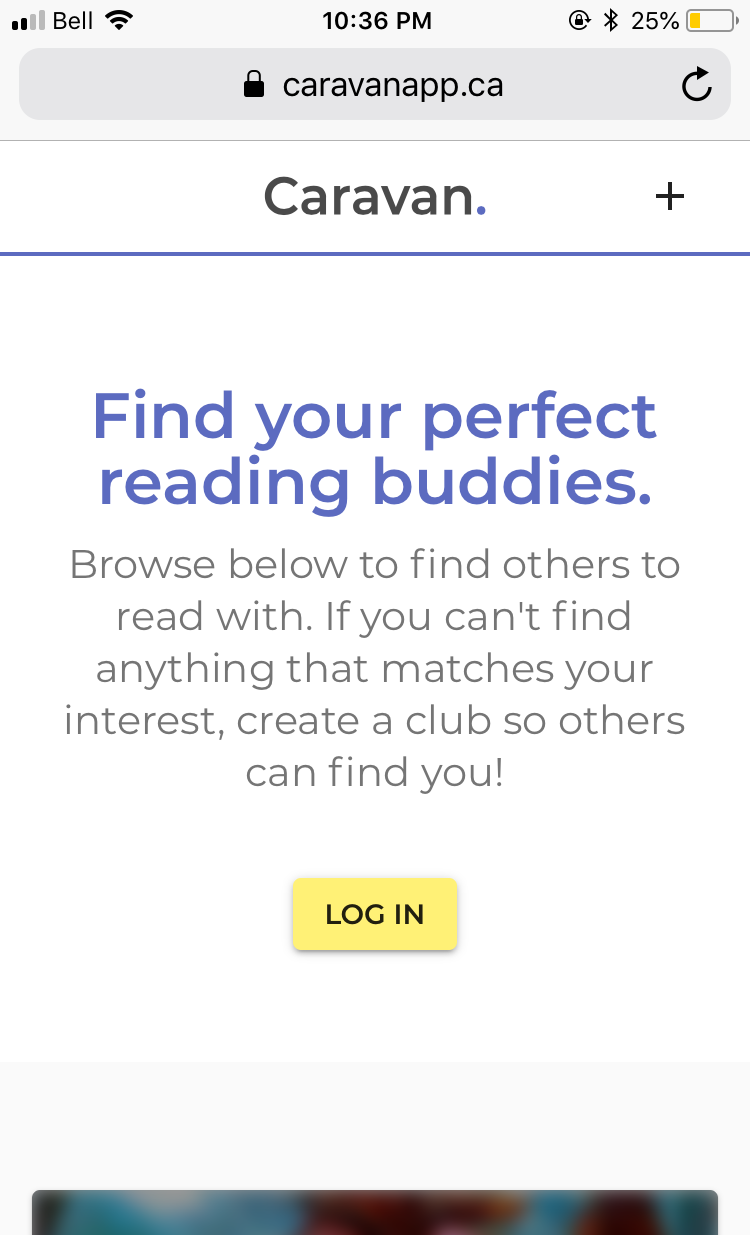 Bell 10:36 PM 25%
caravanapp.ca
Caravan. +
Find your perfect
reading buddies.
Browse below to find others to
read with. If you can't find
anything that matches your
interest, create a club so others
can find you!
LOG IN